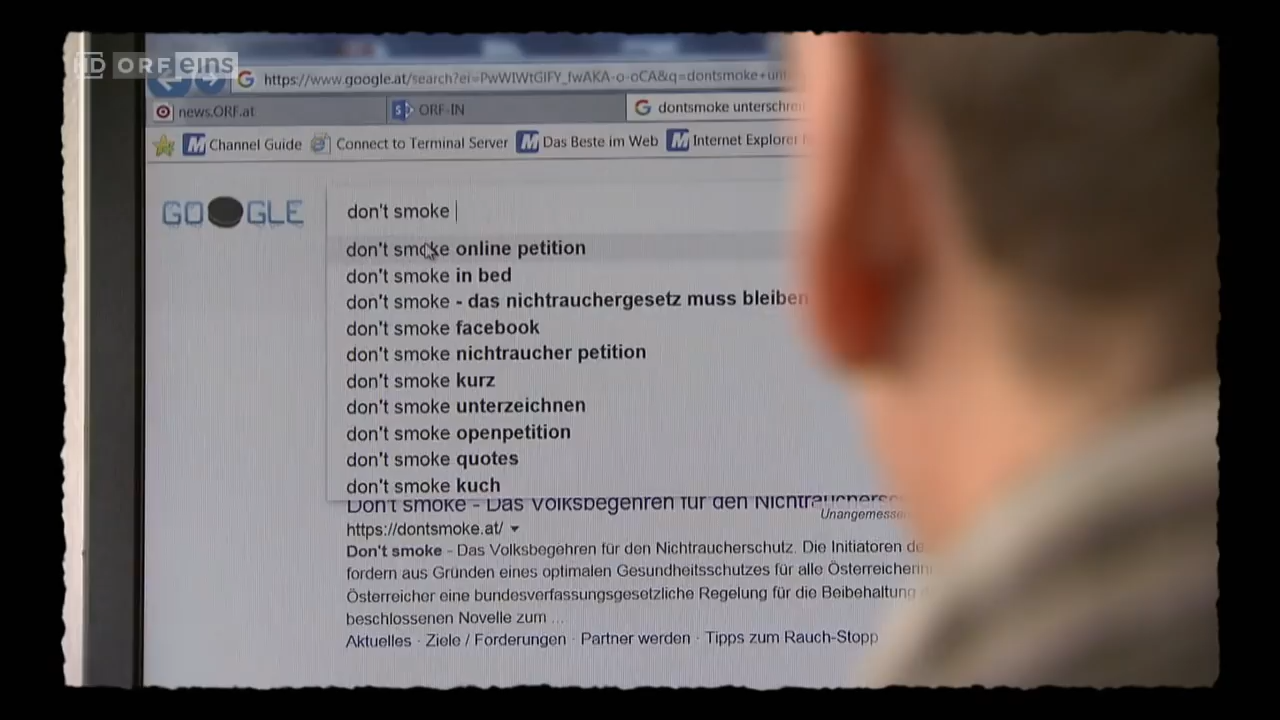 HD ORF eins
https://www.google.at/search?ei=PwWIWtGIFY_fwAKA-o-oCA&q=dontsmoke+un
news.ORF.at
ORF-IN
dontsmoke unterschrei
Channel Guide
Connect to Terminal Server
Das Beste im Web
Internet Explorer
GOOGLE
don't smoke
don't smoke online petition
don't smoke in bed
don't smoke - das nichtrauchergesetz muss bleiben
don't smoke facebook
don't smoke nichtraucher petition
don't smoke kurz
don't smoke unterzeichnen
don't smoke openpetition
don't smoke quotes
don't smoke kuch
Don't smoke - Das Volksbegehren für den Nichtrauchersc
Unangemesse
https://dontsmoke.at/
Don't smoke - Das Volksbegehren für den Nichtraucherschutz. Die Initiatoren de
fordern aus Gründen eines optimalen Gesundheitsschutzes für alle Österreicherinn
Österreicher eine bundesverfassungsgesetzliche Regelung für die Beibehaltung
beschlossenen Novelle zum ...
Aktuelles · Ziele / Forderungen · Partner werden · Tipps zum Rauch-Stopp